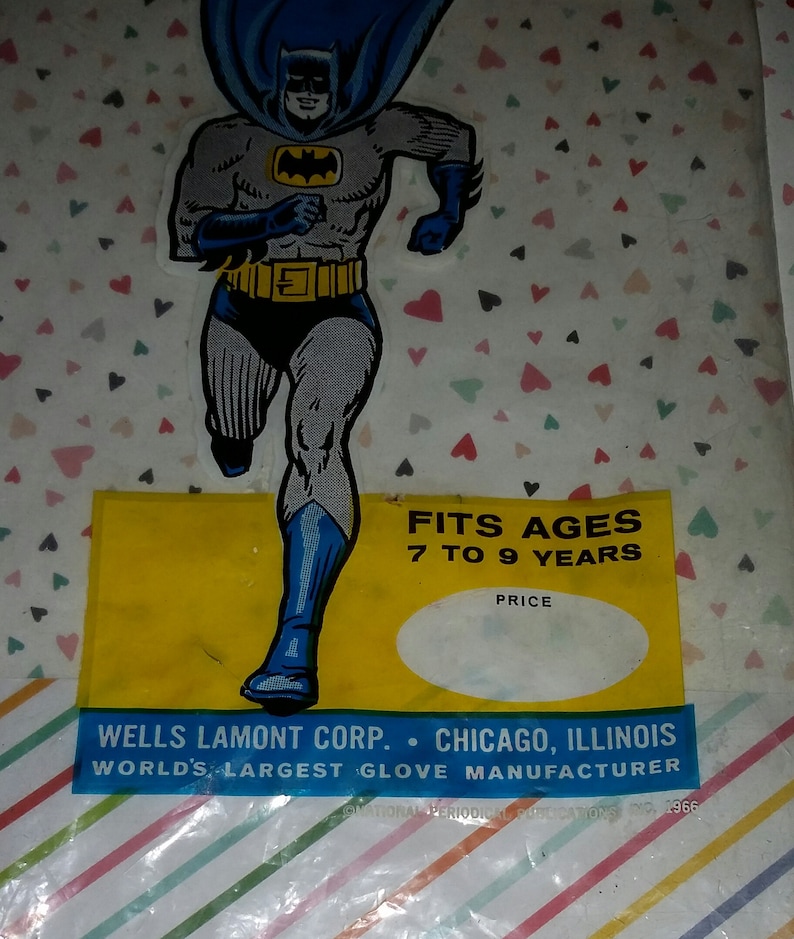 FITS AGES
7 TO 9 YEARS
PRICE
WELLS LAMONT CORP. • CHICAGO, ILLINOIS
WORLD'S LARGEST GLOVE MANUFACTURER
©NATIONAL PERIODICAL PUBLICATIONS, INC. 1966